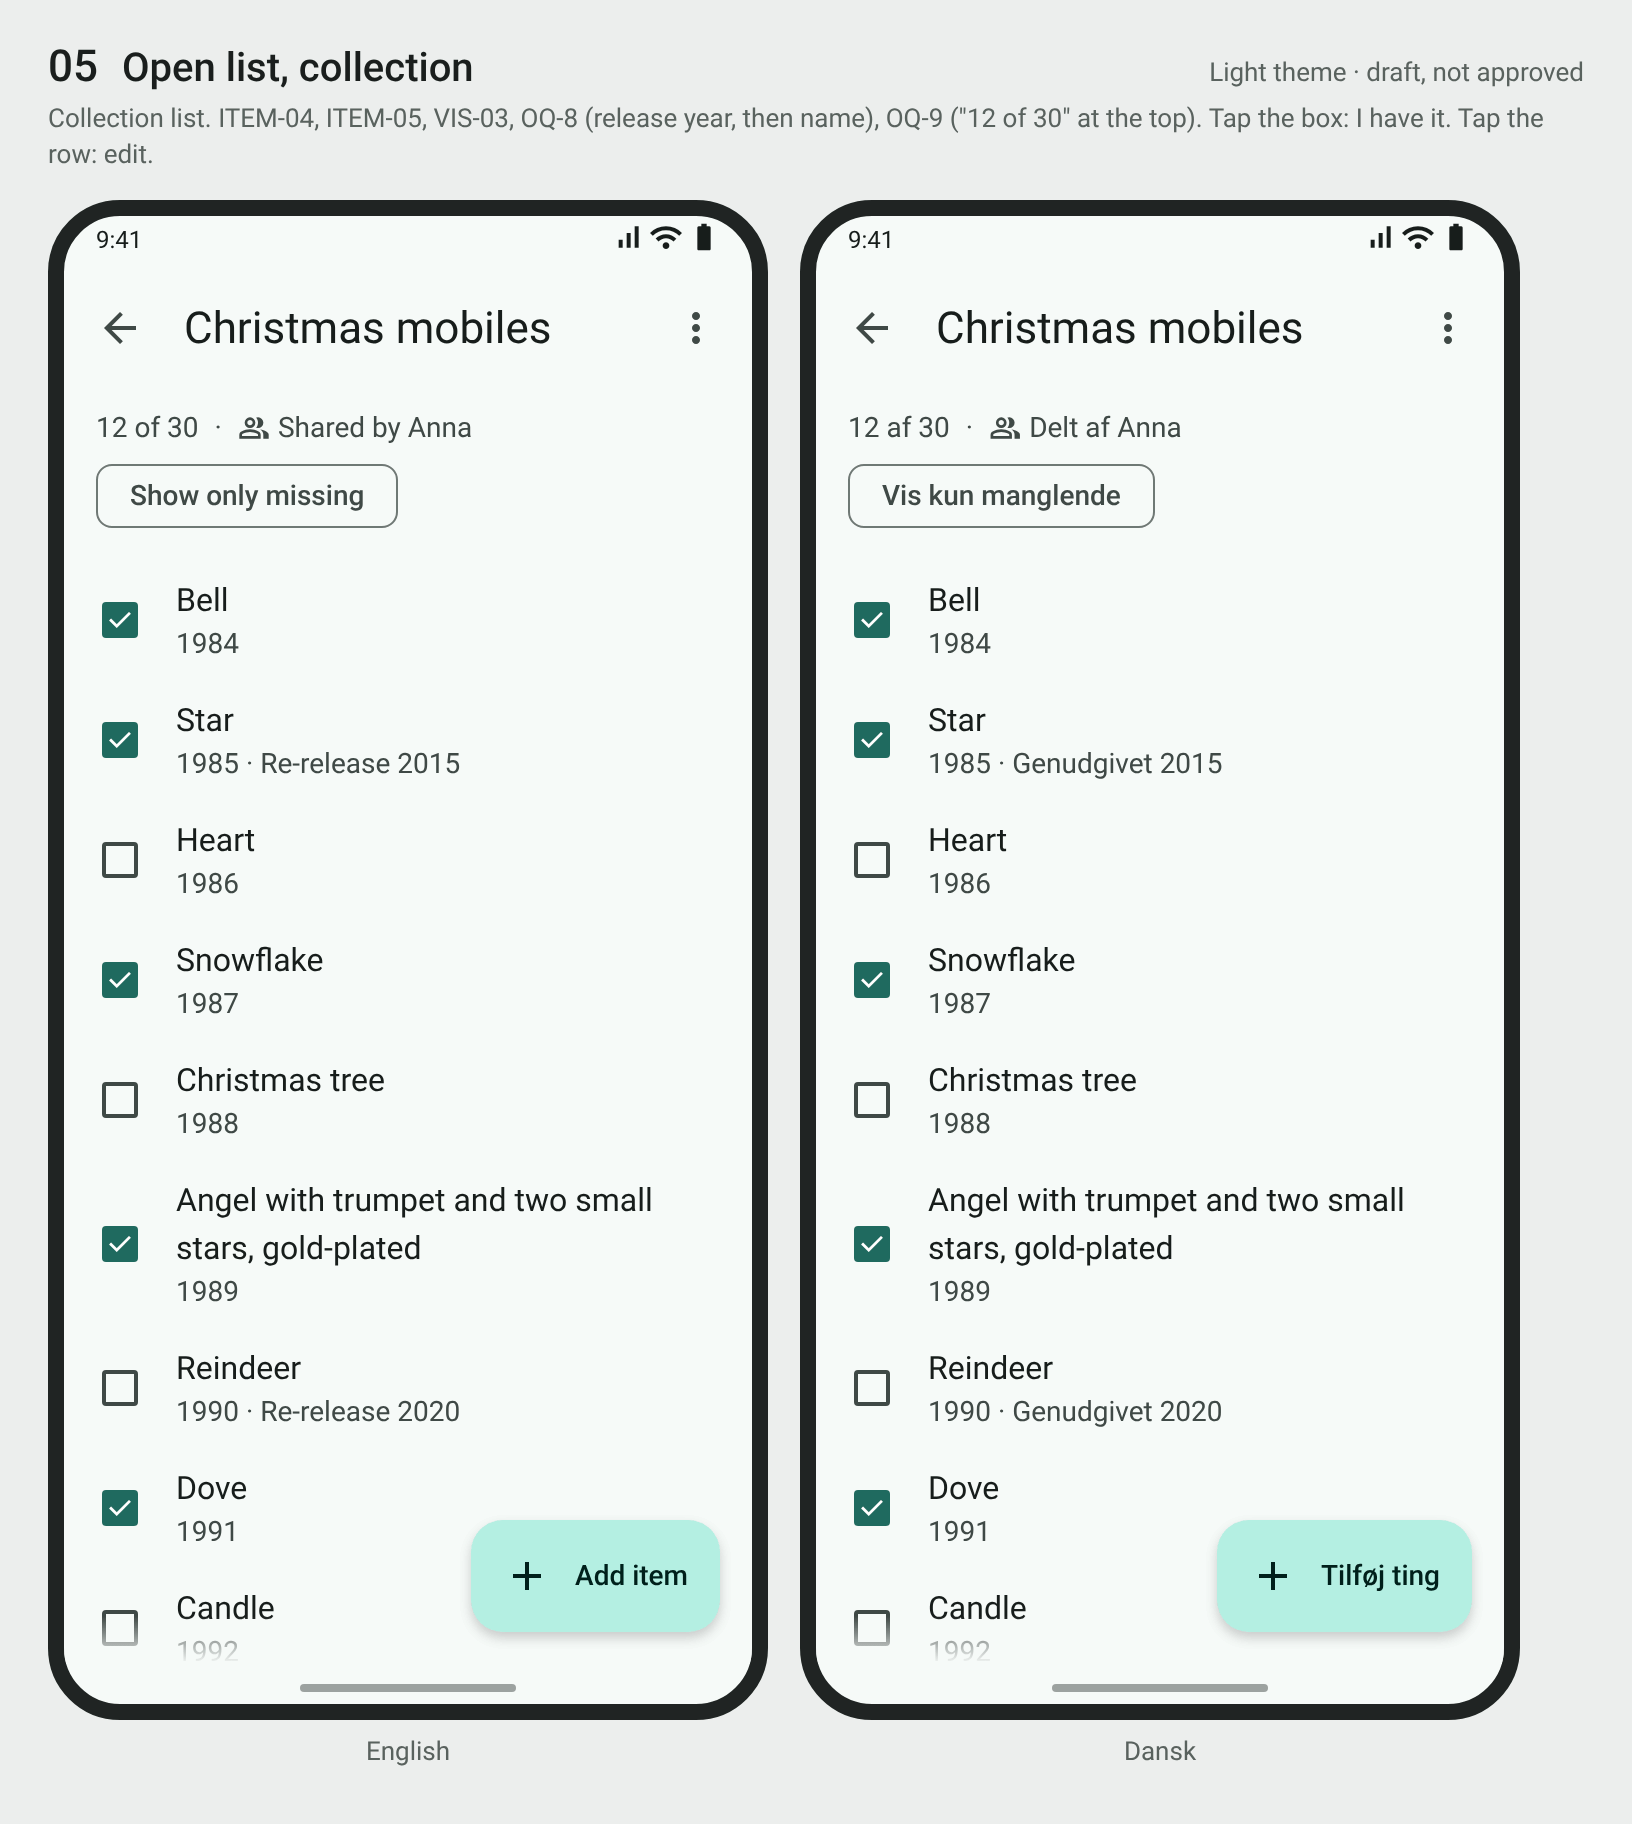 05 Open list, collection
Light theme · draft, not approved
Collection list. ITEM-04, ITEM-05, VIS-03, OQ-8 (release year, then name), OQ-9 ("12 of 30" at the top). Tap the box: I have it. Tap the
row: edit.
9:41
Christmas mobiles
12 of 30 · Shared by Anna
Show only missing
Bell
1984
Star
1985 · Re-release 2015
Heart
1986
Snowflake
1987
Christmas tree
1988
Angel with trumpet and two small
stars, gold-plated
1989
Reindeer
1990 · Re-release 2020
Dove
1991
Add item
Candle
1992
English
9:41
Christmas mobiles
12 af 30 · Delt af Anna
Vis kun manglende
Bell
1984
Star
1985 · Genudgivet 2015
Heart
1986
Snowflake
1987
Christmas tree
1988
Angel with trumpet and two small
stars, gold-plated
1989
Reindeer
1990 · Genudgivet 2020
Dove
1991
Tilføj ting
Candle
1992
Dansk